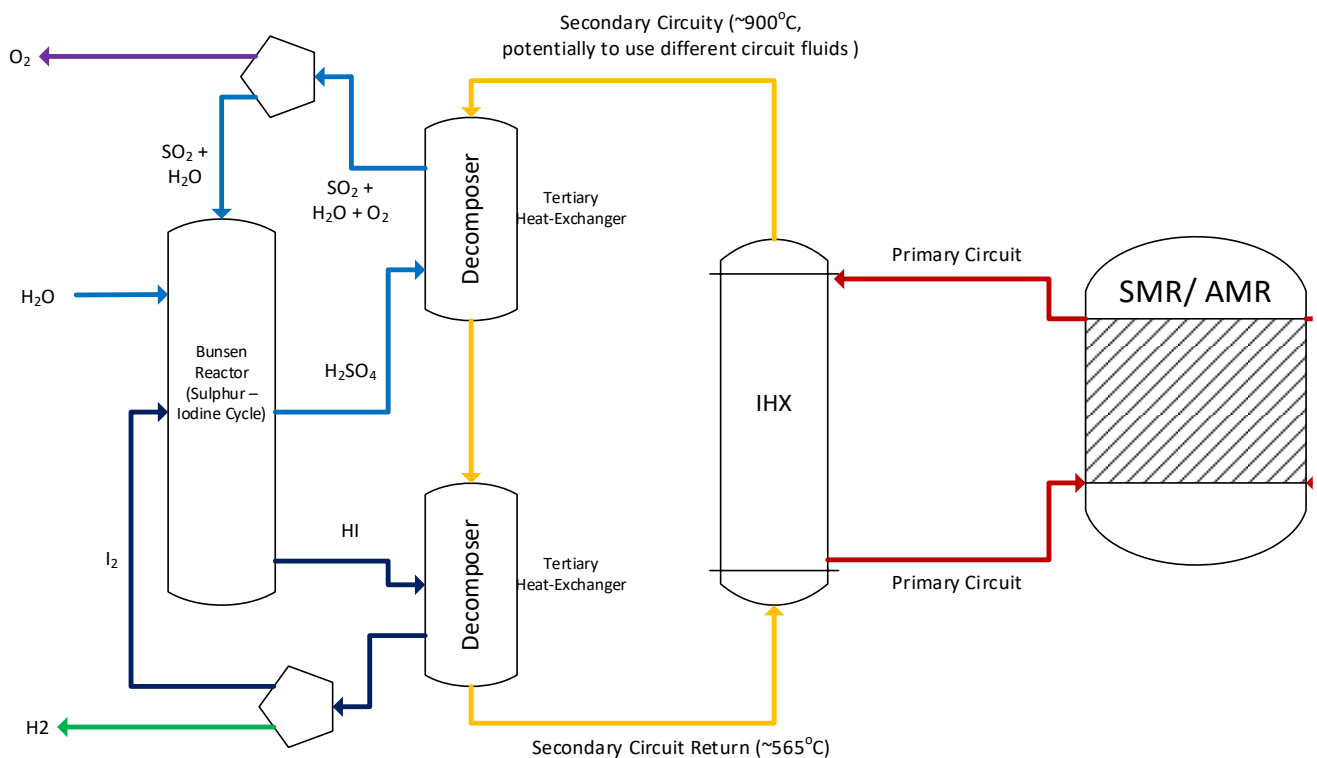 Secondary Circuity (~900°C,
potentially to use different circuit fluids )
O₂
SO₂ +
H₂O
SO₂ +
H₂O + O₂
Decomposer
Tertiary
Heat-Exchanger
Primary Circuit
SMR/ AMR
H₂O
Bunsen
Reactor
(Sulphur –
Iodine Cycle)
H₂SO₄
IHX
HI
I₂
Decomposer
Tertiary
Heat-Exchanger
Primary Circuit
H2
Secondary Circuit Return (~565°C)